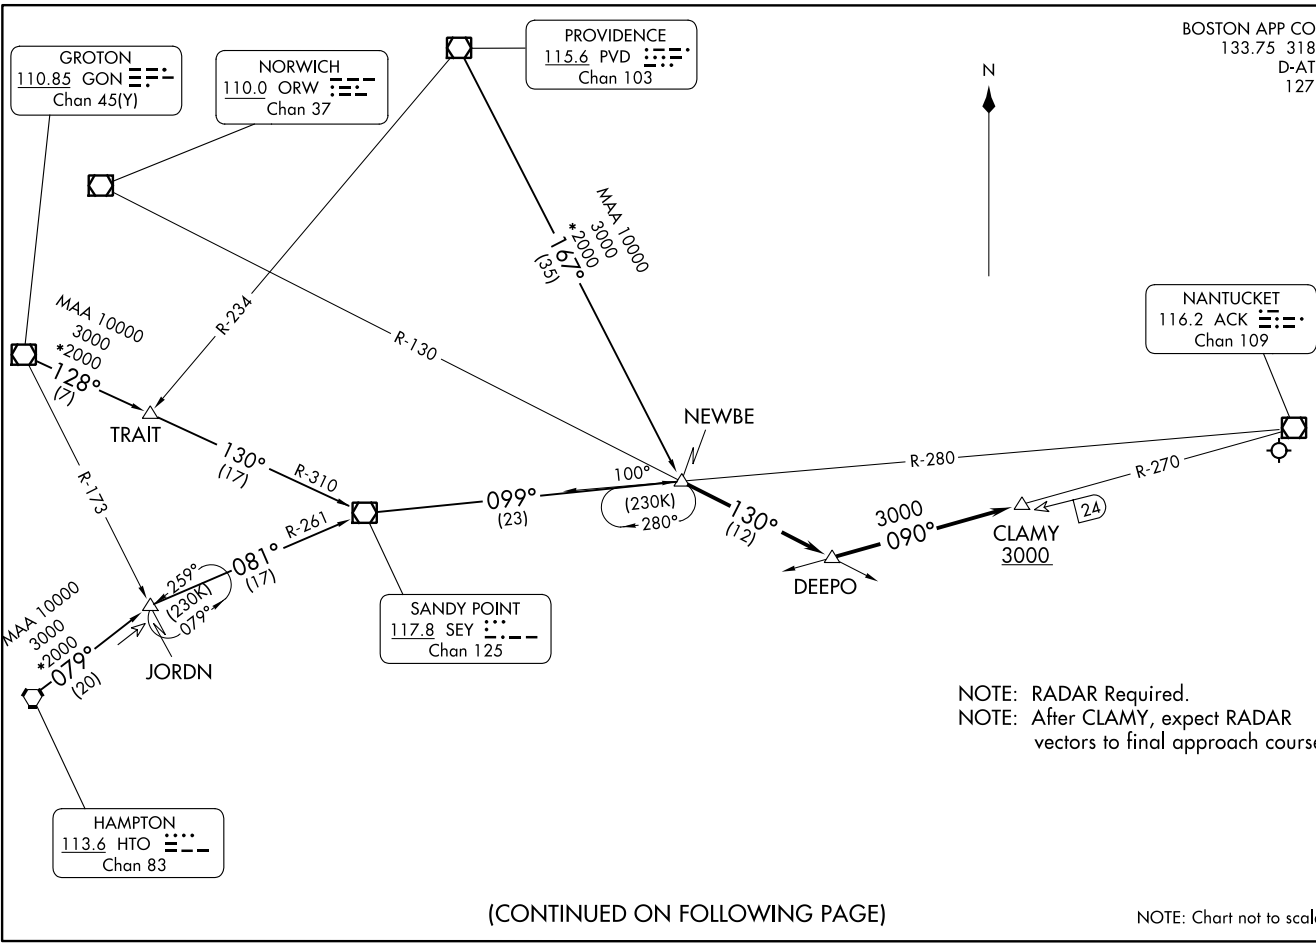 BOSTON APP CO
133.75 318
D-AT
127
GROTON
110.85 GON
Chan 45(Y)
NORWICH
110.0 ORW
Chan 37
PROVIDENCE
115.6 PVD
Chan 103
N
MAA 10000
3000
*2000
167°
(35)
NANTUCKET
116.2 ACK
Chan 109
R-234
R-130
MAA 10000
3000
*2000
128°
(7)
TRAIT
130°
(17)
R-310
R-173
NEWBE
R-280
R-270
24
100°
(230K)
280°
099°
(23)
130°
(12)
3000
090°
CLAMY
3000
DEEPO
R-261
081°
(17)
259°
(230K)
079°
JORDN
MAA 10000
3000
*2000
079°
(20)
SANDY POINT
117.8 SEY
Chan 125
NOTE: RADAR Required.
NOTE: After CLAMY, expect RADAR
vectors to final approach course
HAMPTON
113.6 HTO
Chan 83
(CONTINUED ON FOLLOWING PAGE)
NOTE: Chart not to scale